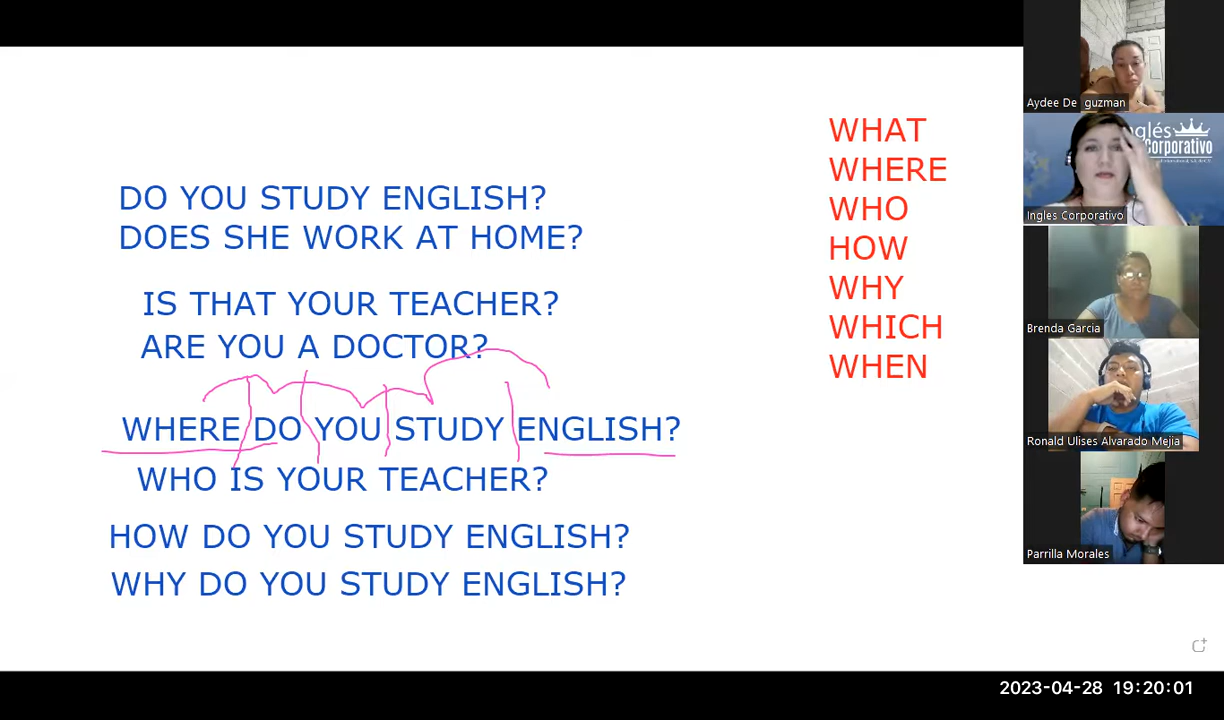 DO YOU STUDY ENGLISH?
DOES SHE WORK AT HOME?
IS THAT YOUR TEACHER?
ARE YOU A DOCTOR?
WHERE DO YOU STUDY ENGLISH?
WHO IS YOUR TEACHER?
HOW DO YOU STUDY ENGLISH?
WHY DO YOU STUDY ENGLISH?
WHAT
WHERE
WHO
HOW
WHY
WHICH
WHEN
Aydee De guzman
nglés
Corporativo
Ingles Corporativo
Brenda Garcia
Ronald Ulises Alvarado Mejia
Parrilla Morales
2023-04-28 19:20:01